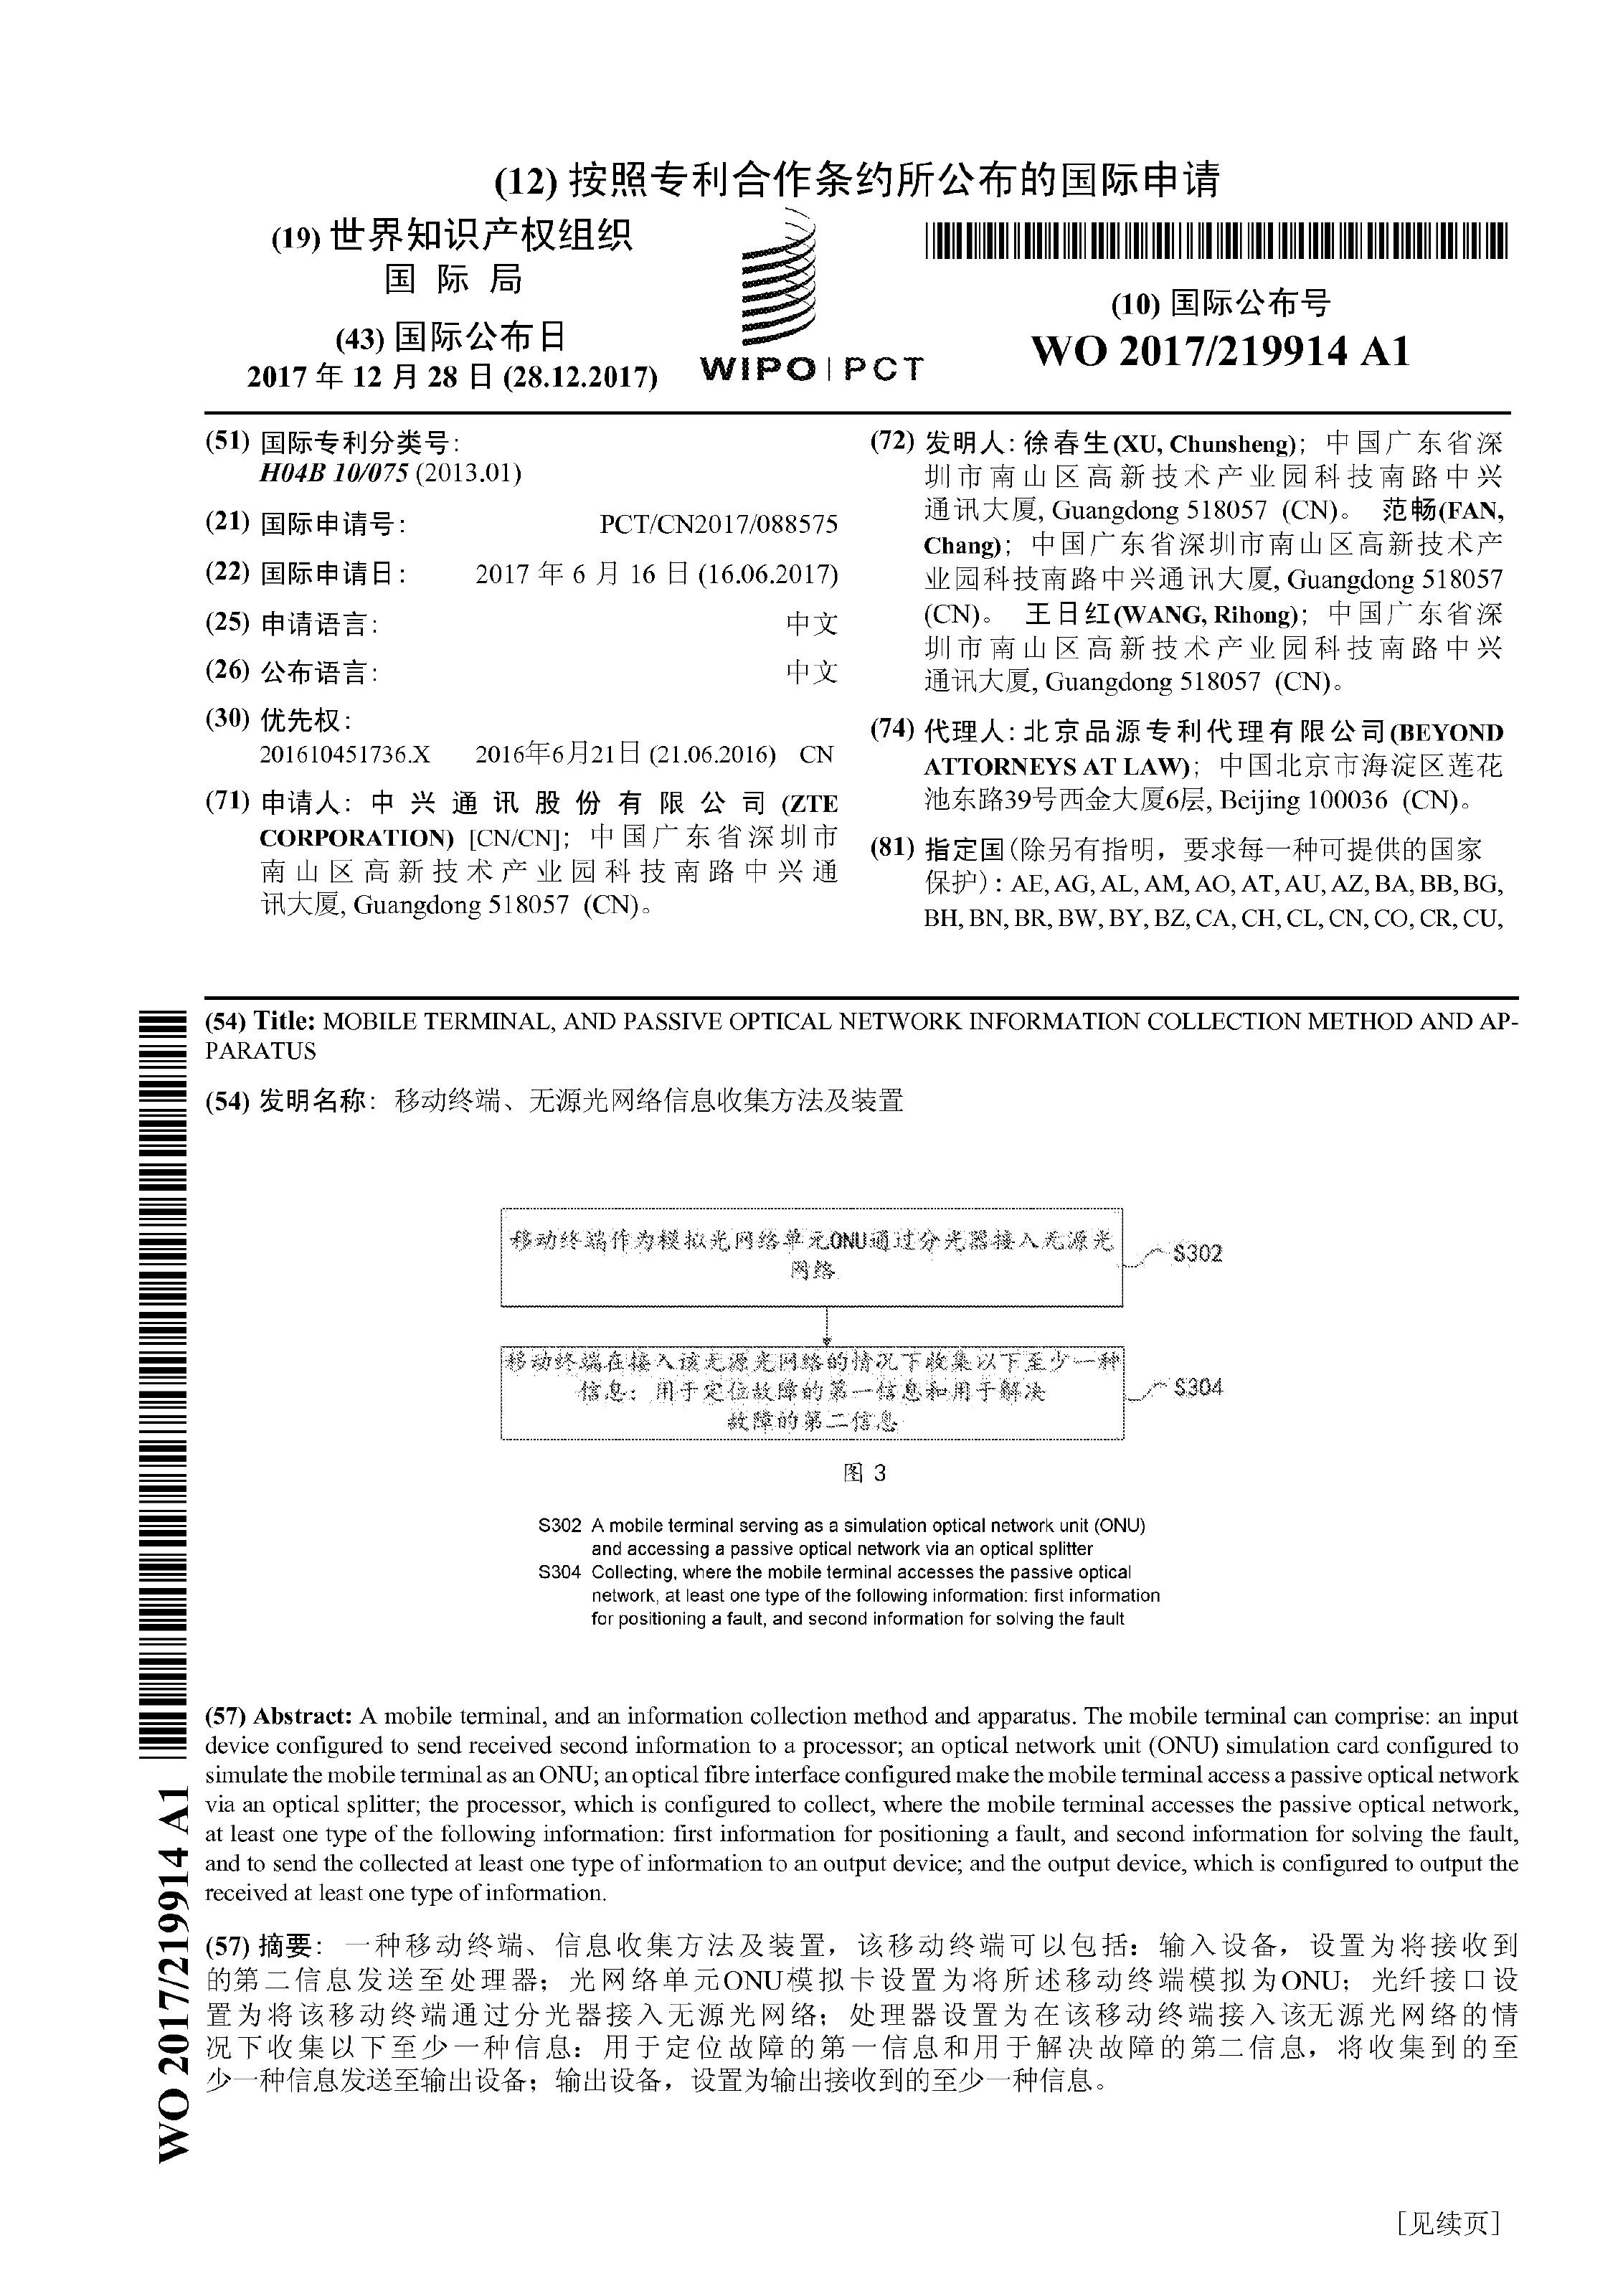 (12) 按照专利合作条约所公布的国际申请
(19) 世界知识产权组织
国 际 局
(43) 国际公布日
2017 年 12 月 28 日 (28.12.2017)
WIPO | PCT
(10) 国际公布号
WO 2017/219914 A1
(51) 国际专利分类号:
H04B 10/075 (2013.01)
(21) 国际申请号: PCT/CN2017/088575
(22) 国际申请日: 2017 年 6 月 16 日 (16.06.2017)
(25) 申请语言: 中文
(26) 公布语言: 中文
(30) 优先权:
201610451736.X 2016年6月21日 (21.06.2016) CN
(71) 申请人: 中兴通讯股份有限公司 (ZTE
CORPORATION) [CN/CN]; 中国广东省深圳市
南山区高新技术产业园科技南路中兴通
讯大厦, Guangdong 518057 (CN)。
(72) 发明人: 徐春生(XU, Chunsheng); 中国广东省深
圳市南山区高新技术产业园科技南路中兴
通讯大厦, Guangdong 518057 (CN)。 范畅(FAN,
Chang); 中国广东省深圳市南山区高新技术产
业园科技南路中兴通讯大厦, Guangdong 518057
(CN)。 王日红(WANG, Rihong); 中国广东省深
圳市南山区高新技术产业园科技南路中兴
通讯大厦, Guangdong 518057 (CN)。
(74) 代理人: 北京品源专利代理有限公司(BEYOND
ATTORNEYS AT LAW); 中国北京市海淀区莲花
池东路39号西金大厦6层, Beijing 100036 (CN)。
(81) 指定国(除另有指明，要求每一种可提供的国家
保护): AE, AG, AL, AM, AO, AT, AU, AZ, BA, BB, BG,
BH, BN, BR, BW, BY, BZ, CA, CH, CL, CN, CO, CR, CU,
(54) Title: MOBILE TERMINAL, AND PASSIVE OPTICAL NETWORK INFORMATION COLLECTION METHOD AND AP-
PARATUS
(54) 发明名称: 移动终端、无源光网络信息收集方法及装置
移动终端作为模拟光网络单元ONU通过分光器接入无源光
网络
S302
移动终端在接入该无源光网络的情况下收集以下至少一种
信息: 用于定位故障的第一信息和用于解决
故障的第二信息
S304
图 3
S302 A mobile terminal serving as a simulation optical network unit (ONU)
and accessing a passive optical network via an optical splitter
S304 Collecting, where the mobile terminal accesses the passive optical
network, at least one type of the following information: first information
for positioning a fault, and second information for solving the fault
(57) Abstract: A mobile terminal, and an information collection method and apparatus. The mobile terminal can comprise: an input
device configured to send received second information to a processor; an optical network unit (ONU) simulation card configured to
simulate the mobile terminal as an ONU; an optical fibre interface configured make the mobile terminal access a passive optical network
via an optical splitter; the processor, which is configured to collect, where the mobile terminal accesses the passive optical network,
at least one type of the following information: first information for positioning a fault, and second information for solving the fault,
and to send the collected at least one type of information to an output device; and the output device, which is configured to output the
received at least one type of information.
(57) 摘要: 一种移动终端、信息收集方法及装置，该移动终端可以包括: 输入设备，设置为将接收到
的第二信息发送至处理器; 光网络单元ONU模拟卡设置为将所述移动终端模拟为ONU; 光纤接口设
置为将该移动终端通过分光器接入无源光网络; 处理器设置为在该移动终端接入该无源光网络的情
况下收集以下至少一种信息: 用于定位故障的第一信息和用于解决故障的第二信息，将收集到的至
少一种信息发送至输出设备; 输出设备，设置为输出接收到的至少一种信息。
WO 2017/219914 A1
[见续页]